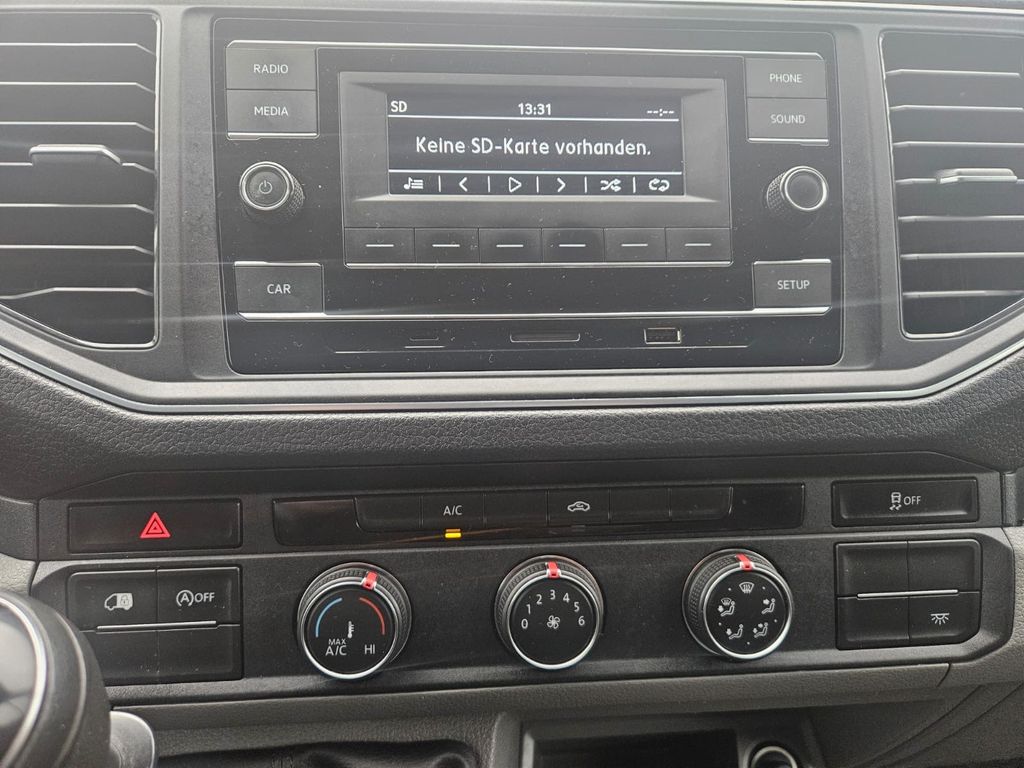 RADIO
MEDIA
SD 13:31 --:--
Keine SD-Karte vorhanden.
PHONE
SOUND
CAR
SETUP
A/C
OFF
(A)OFF
MAX
A/C HI
0 1 2 3 4 5 6